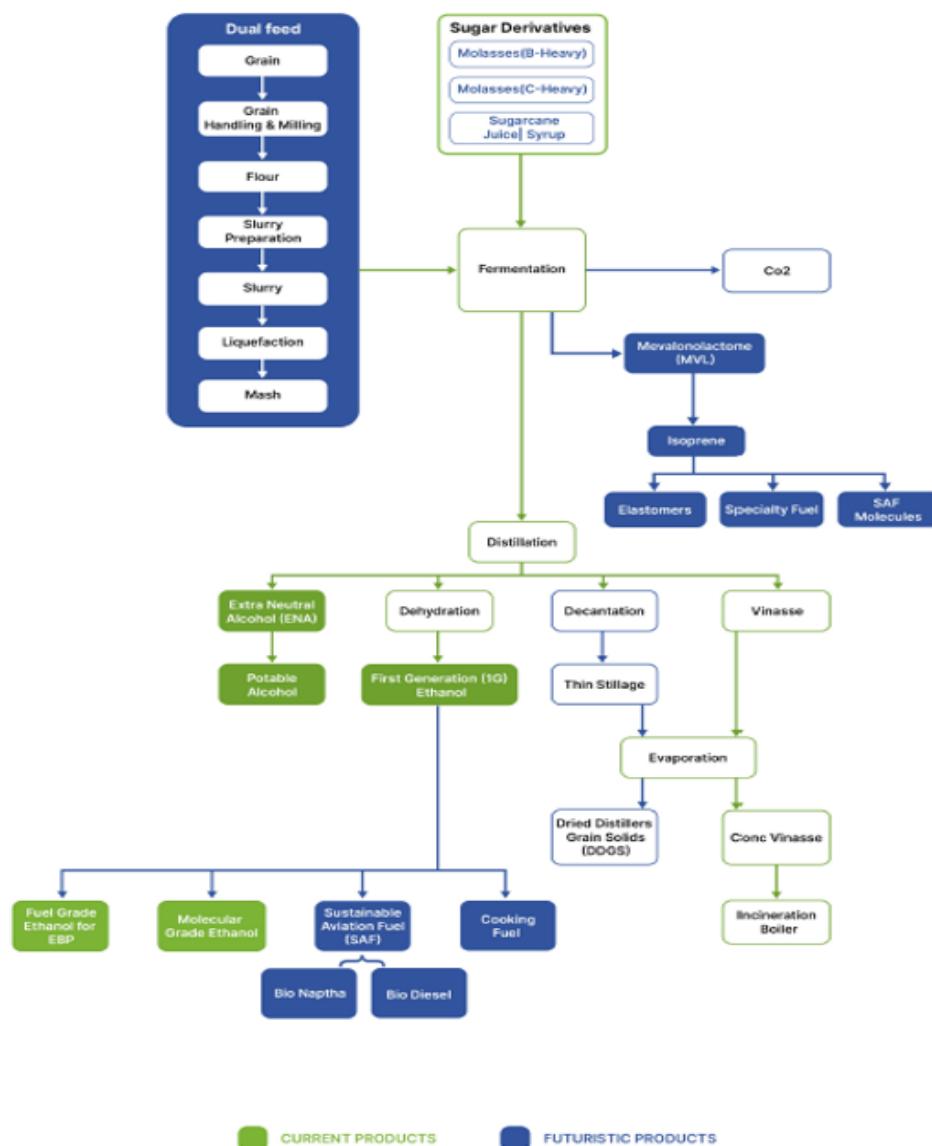 Dual feed
Grain
Grain
Handling & Milling
Flour
Slurry
Preparation
Slurry
Liquefaction
Mash
Sugar Derivatives
Molasses(B-Heavy)
Molasses(C-Heavy)
Sugarcane
Juice| Syrup
Fermentation
Co2
Mevalonolactome
(MVL)
Isoprene
Elastomers
Specialty Fuel
SAF
Molecules
Distillation
Extra Neutral
Alcohol (ENA)
Dehydration
Decantation
Vinasse
Potable
Alcohol
First Generation (1G)
Ethanol
Thin Stillage
Evaporation
Dried Distillers
Grain Solids
(DDGS)
Conc Vinasse
Incineration
Boiler
Fuel Grade
Ethanol for
EBP
Molecular
Grade Ethanol
Sustainable
Aviation Fuel
(SAF)
Cooking
Fuel
Bio Naptha
Bio Diesel
CURRENT PRODUCTS
FUTURISTIC PRODUCTS